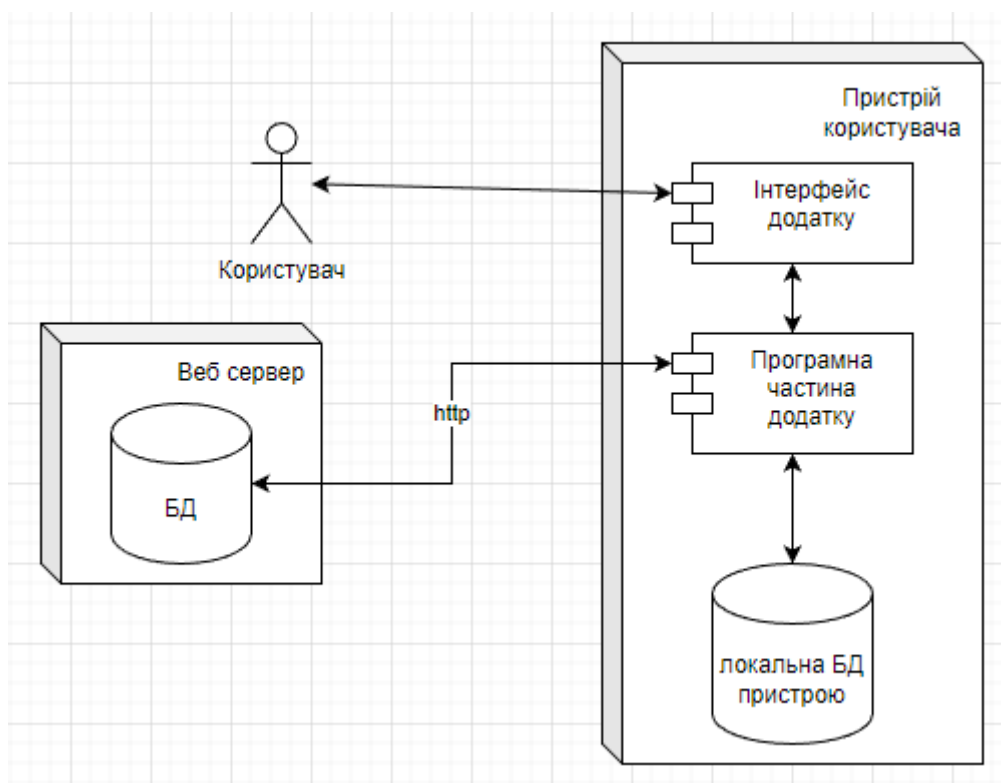 Пристрій
користувача
Інтерфейс
додатку
Користувач
Веб сервер
Програмна
частина
додатку
http
БД
локальна БД
пристрою